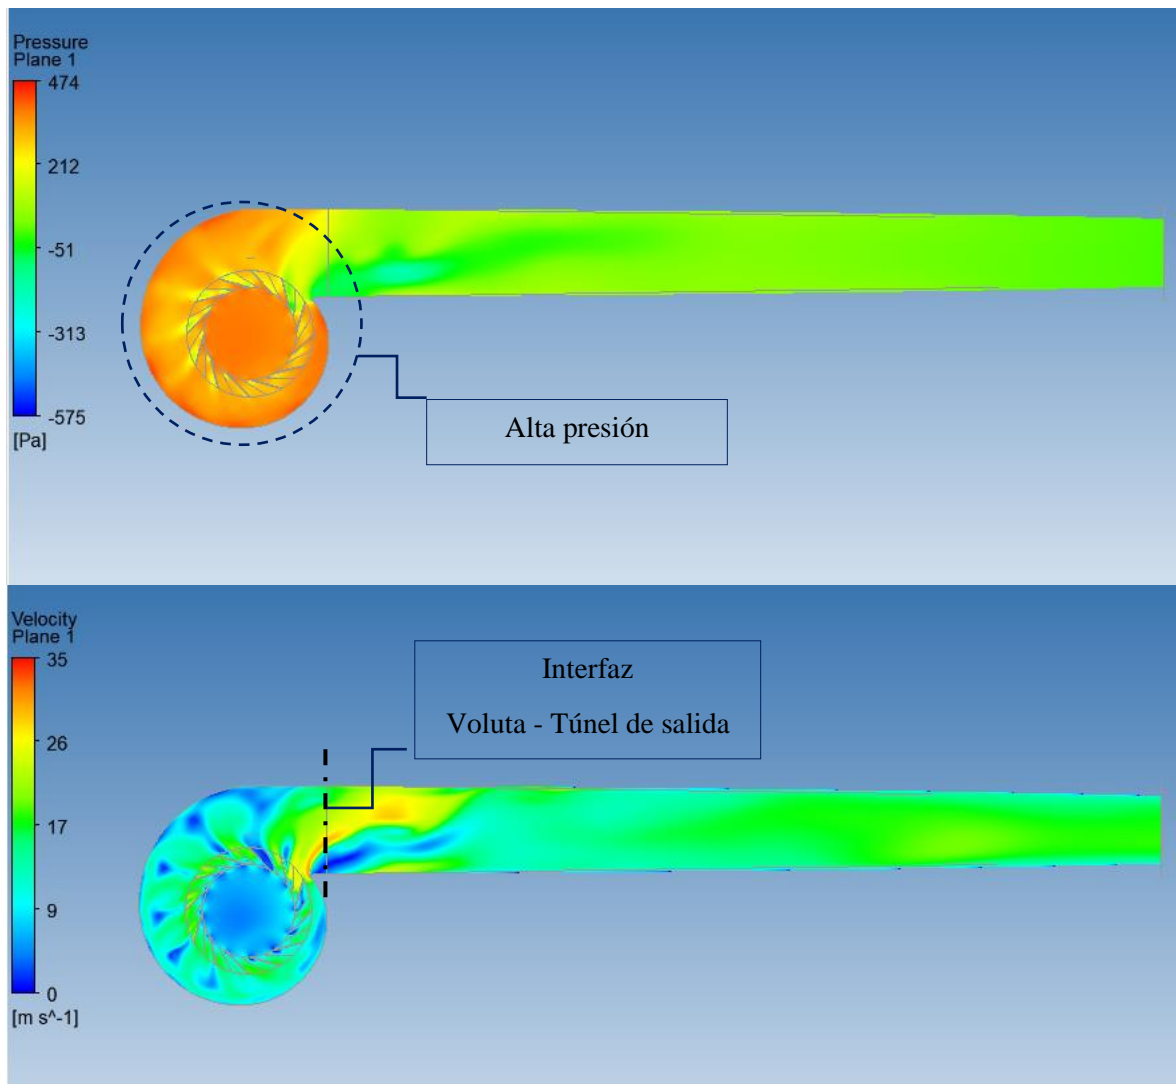 Pressure
Plane 1
474
212
-51
-313
-575
[Pa]
Alta presión
Velocity
Plane 1
35
26
17
9
0
[m s^-1]
Interfaz
Voluta - Túnel de salida